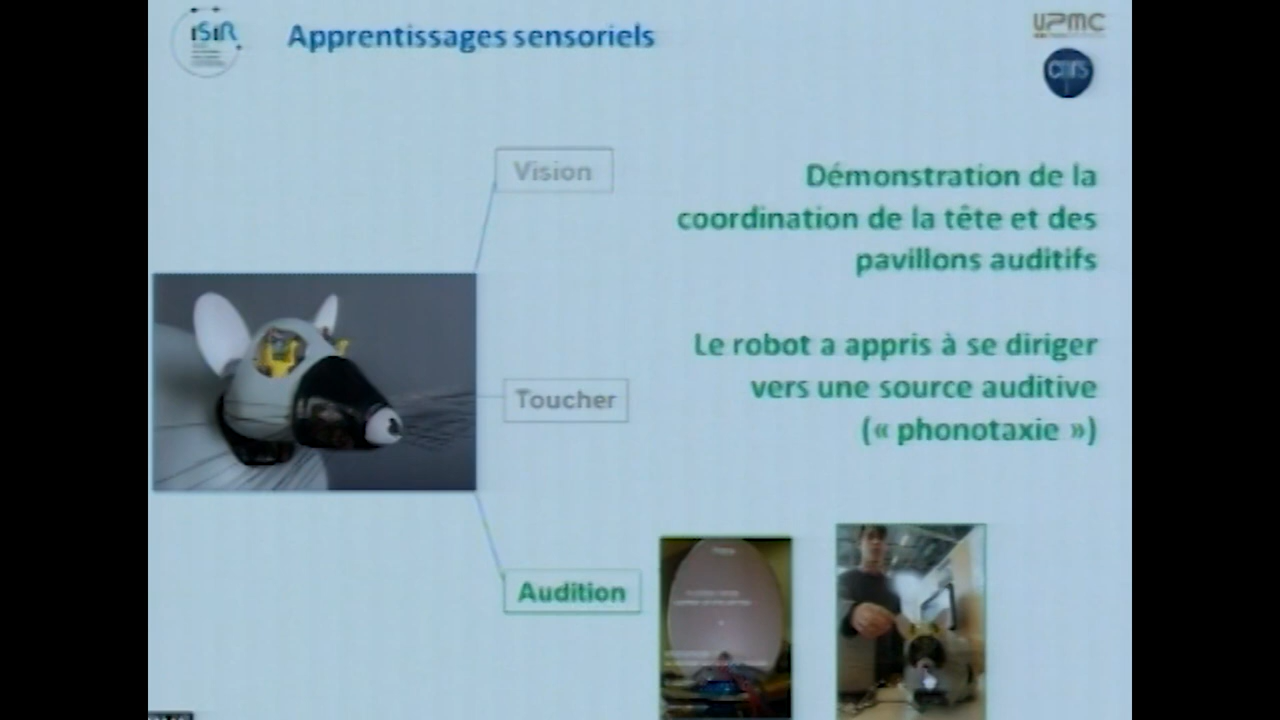 ISIR
Apprentissages sensoriels
UPMC
cnrs
Vision
Démonstration de la
coordination de la tête et des
pavillons auditifs
Toucher
Le robot a appris à se diriger
vers une source auditive
(« phonotaxie »)
Audition